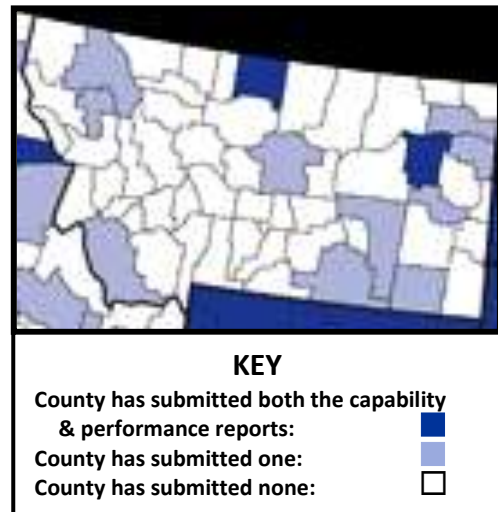 KEY
County has submitted both the capability
& performance reports:
County has submitted one:
County has submitted none: